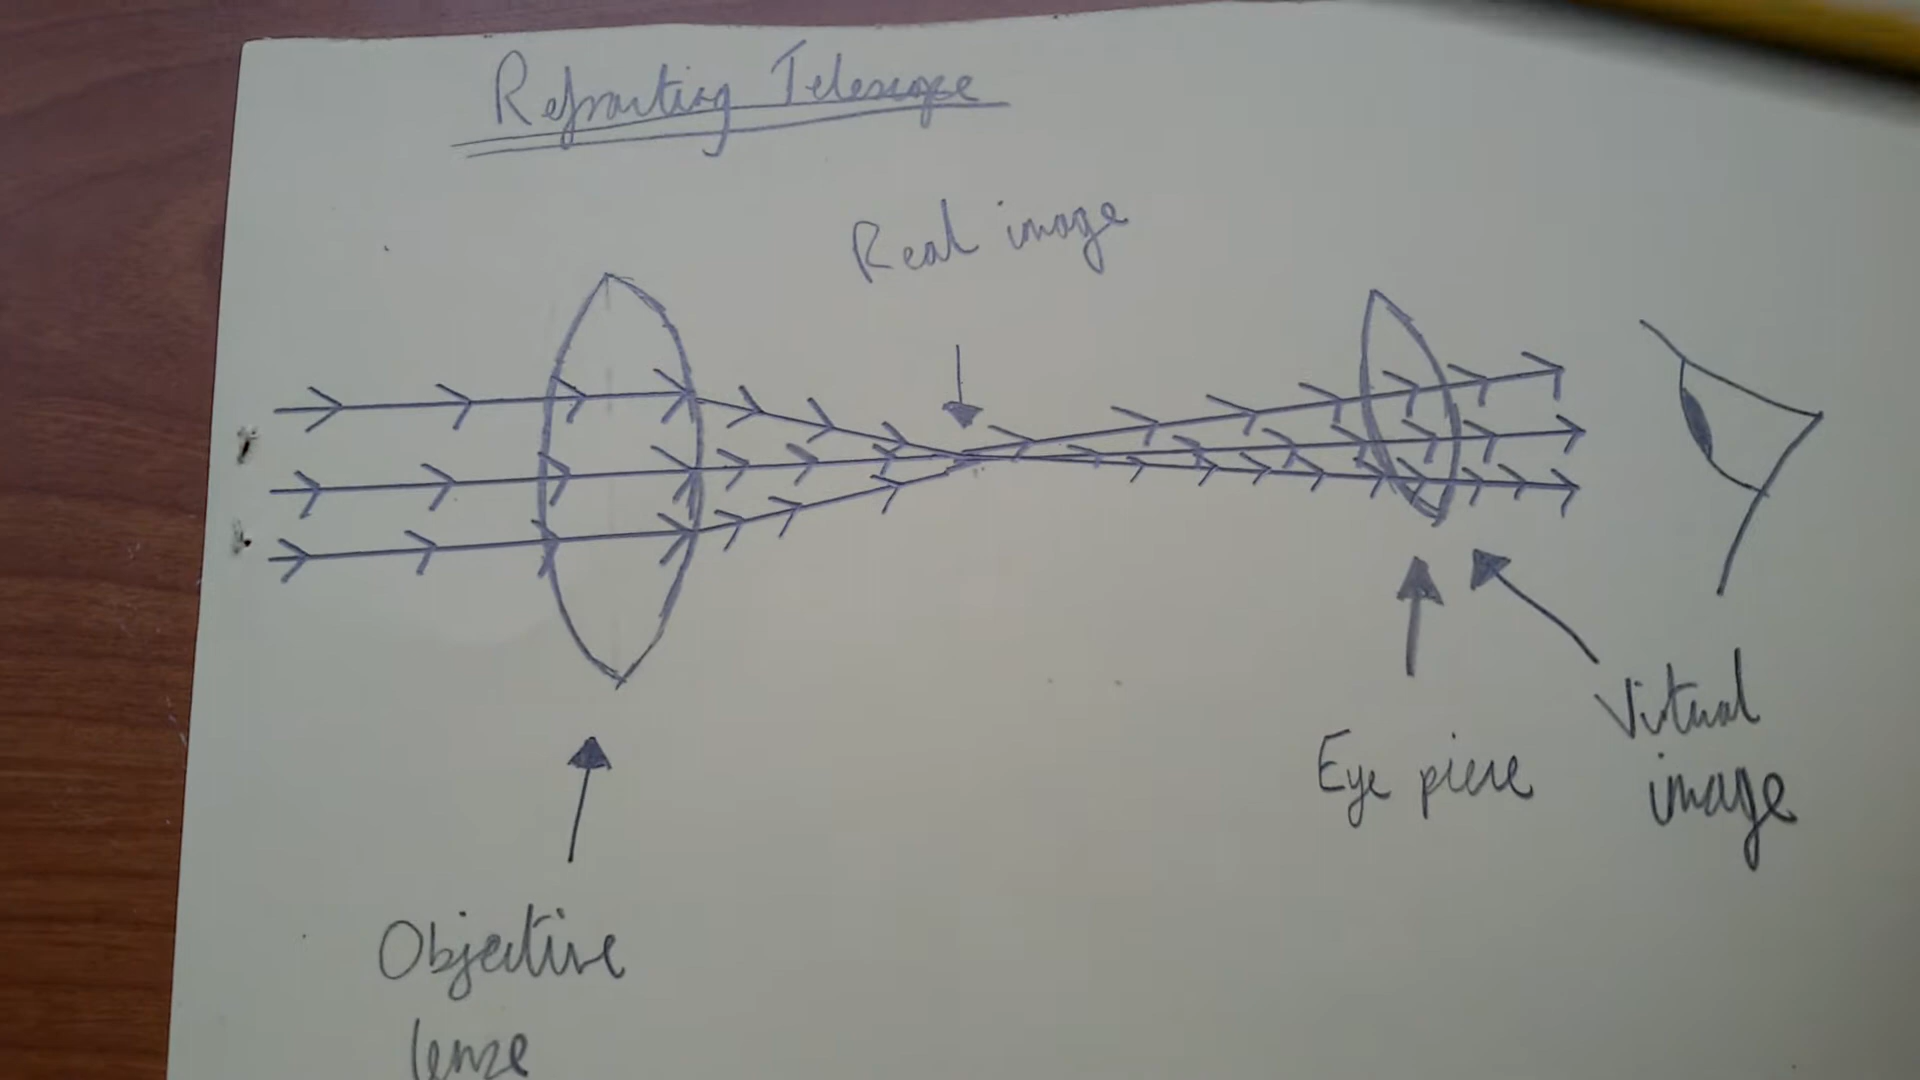 Refracting Telescope
Real image
Eye piece
Virtual
image
Objective
lenze